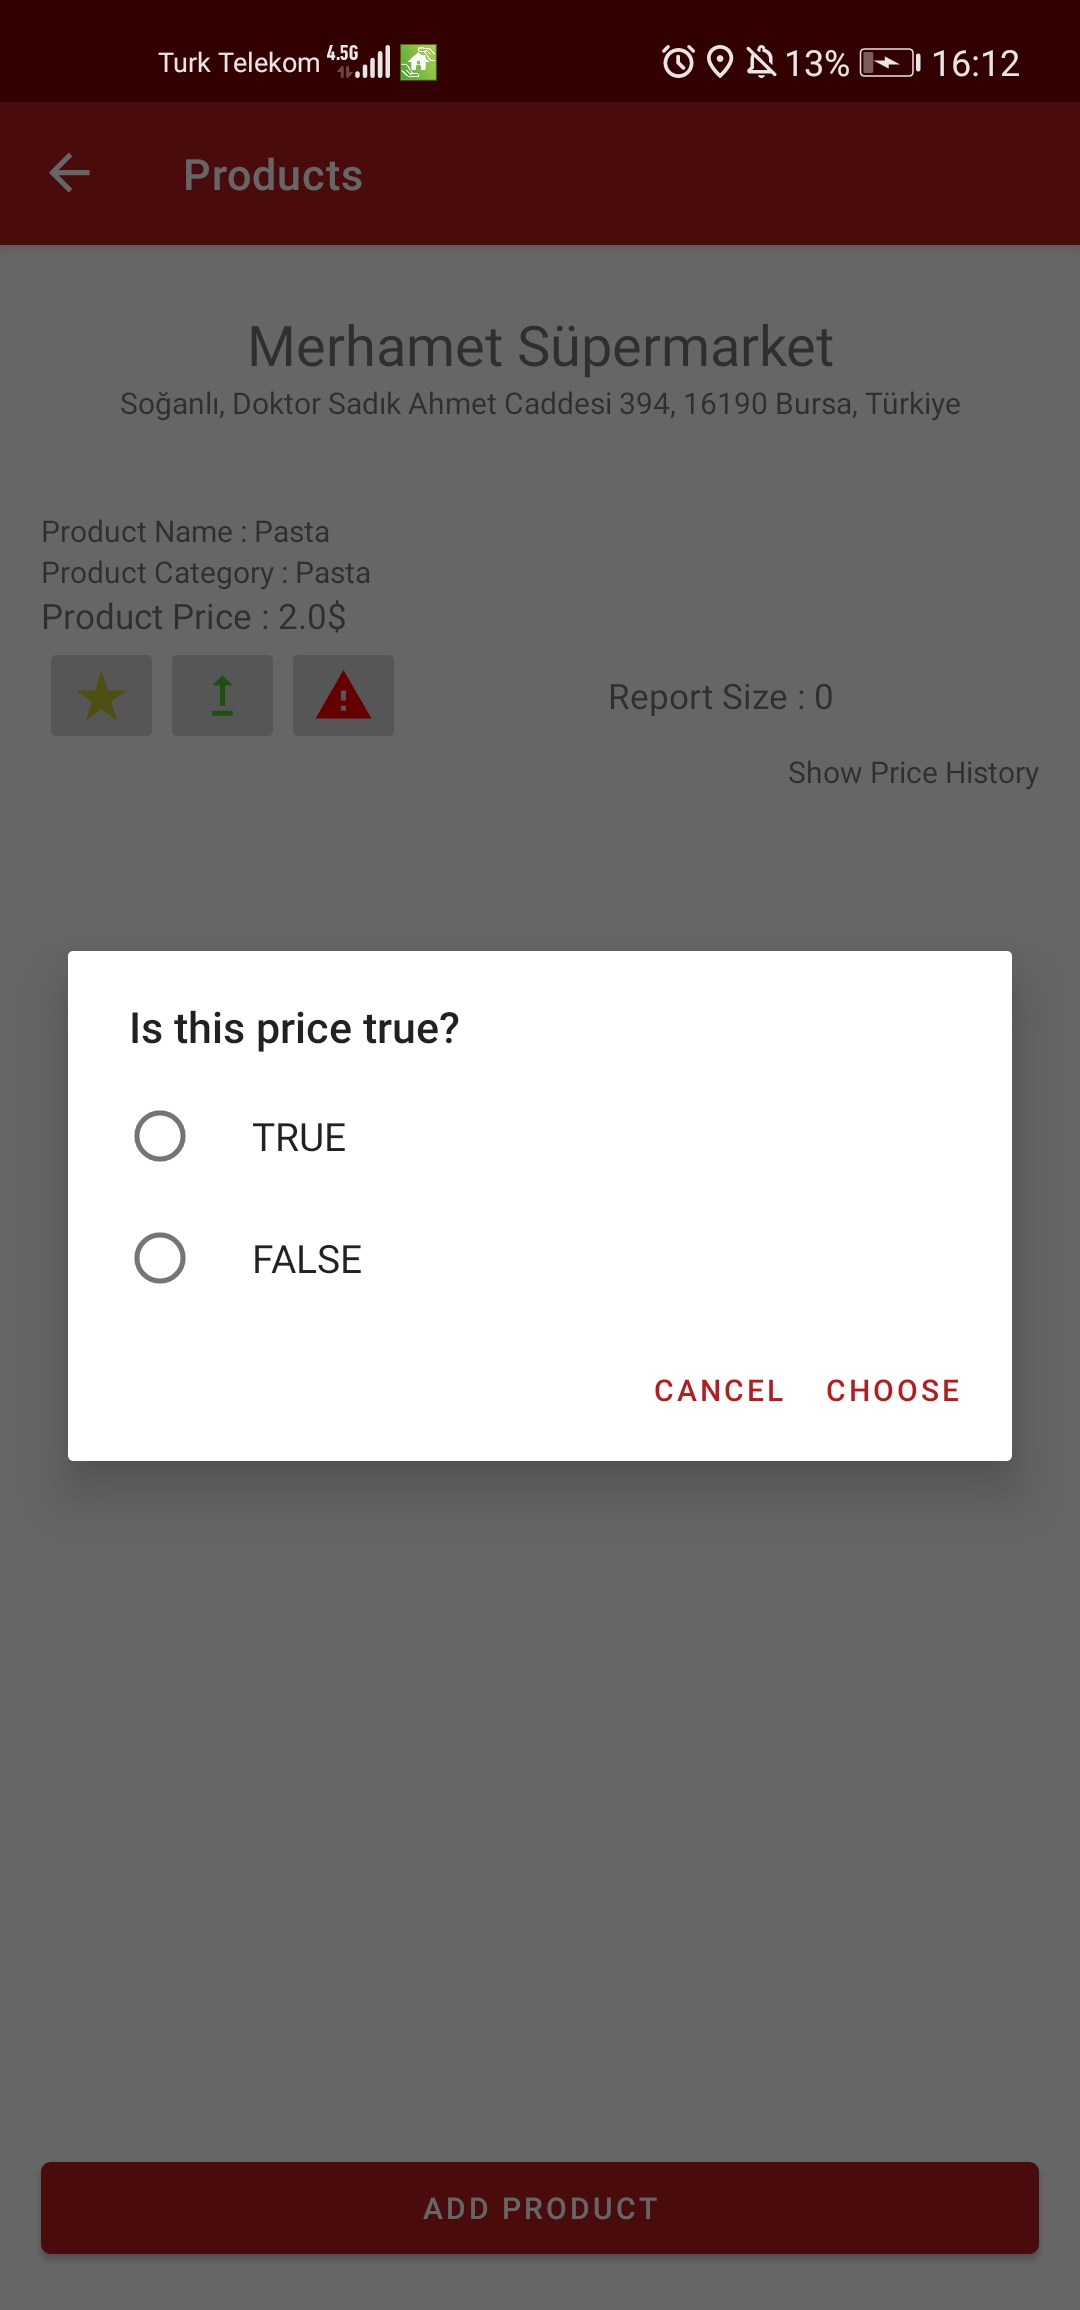 Turk Telekom 4.5G 13% 16:12
Products
Merhamet Süpermarket
Soğanlı, Doktor Sadık Ahmet Caddesi 394, 16190 Bursa, Türkiye
Product Name : Pasta
Product Category : Pasta
Product Price : 2.0$
Report Size : 0
Show Price History
Is this price true?
TRUE
FALSE
CANCEL CHOOSE
ADD PRODUCT